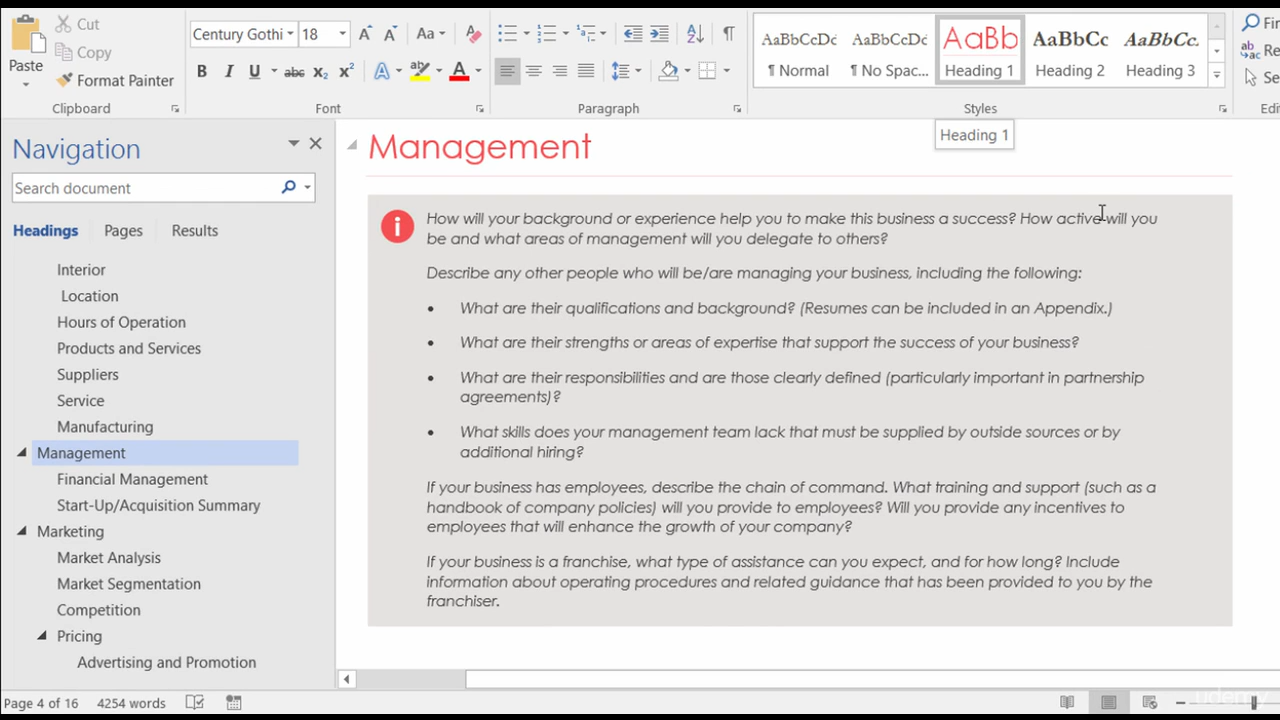 Cut
Copy
Paste
Format Painter
Clipboard
Century Gothi
18
A
A
Aa
B
I
U
abc
x2
x2
A
ab
A
Font
A
Z
¶
Paragraph
AaBbCcDc
AaBbCcDc
AaBb
AaBbCc
AaBbCc.
¶ Normal
¶ No Spac...
Heading 1
Heading 2
Heading 3
Styles
Heading 1
Navigation
Search document
Headings
Pages
Results
Interior
Location
Hours of Operation
Products and Services
Suppliers
Service
Manufacturing
Management
Financial Management
Start-Up/Acquisition Summary
Marketing
Market Analysis
Market Segmentation
Competition
Pricing
Advertising and Promotion
Management
i
How will your background or experience help you to make this business a success? How active will you
be and what areas of management will you delegate to others?
Describe any other people who will be/are managing your business, including the following:
• What are their qualifications and background? (Resumes can be included in an Appendix.)
• What are their strengths or areas of expertise that support the success of your business?
• What are their responsibilities and are those clearly defined (particularly important in partnership
agreements)?
• What skills does your management team lack that must be supplied by outside sources or by
additional hiring?
If your business has employees, describe the chain of command. What training and support (such as a
handbook of company policies) will you provide to employees? Will you provide any incentives to
employees that will enhance the growth of your company?
If your business is a franchise, what type of assistance can you expect, and for how long? Include
information about operating procedures and related guidance that has been provided to you by the
franchiser.
Page 4 of 16
4254 words
udemy